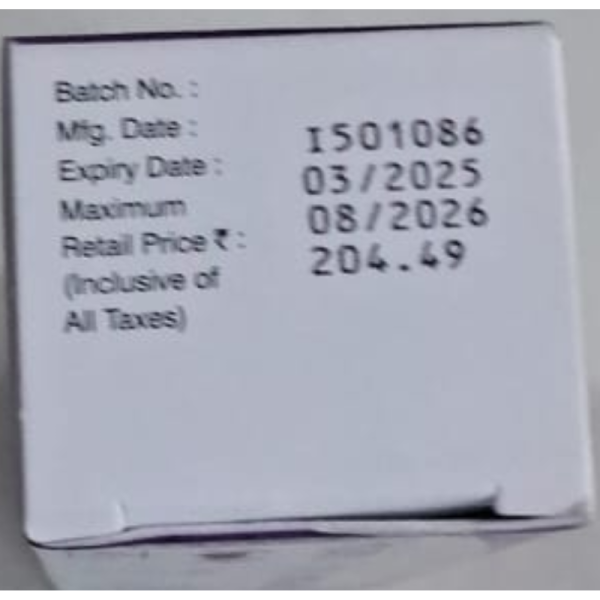 Batch No. :
Mfg. Date : I501086
Expiry Date : 03/2025
Maximum 08/2026
Retail Price ₹ : 204.49
(Inclusive of
All Taxes)